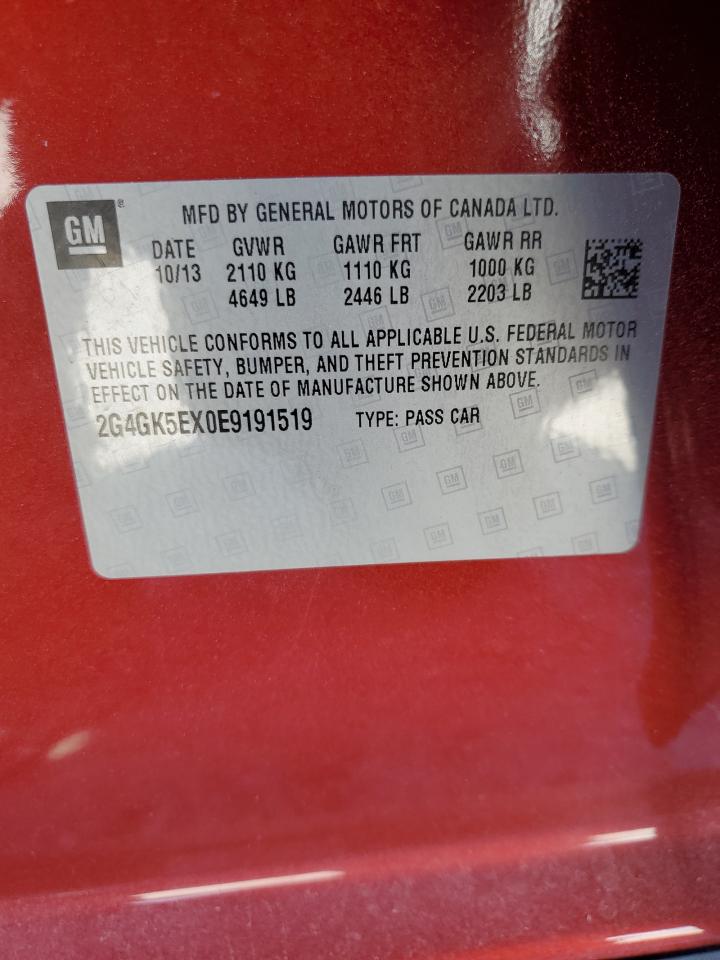 GM
MFD BY GENERAL MOTORS OF CANADA LTD.
DATE GVWR GAWR FRT GAWR RR
10/13 2110 KG 1110 KG 1000 KG
4649 LB 2446 LB 2203 LB
THIS VEHICLE CONFORMS TO ALL APPLICABLE U.S. FEDERAL MOTOR
VEHICLE SAFETY, BUMPER, AND THEFT PREVENTION STANDARDS IN
EFFECT ON THE DATE OF MANUFACTURE SHOWN ABOVE.
2G4GK5EX0E9191519 TYPE: PASS CAR